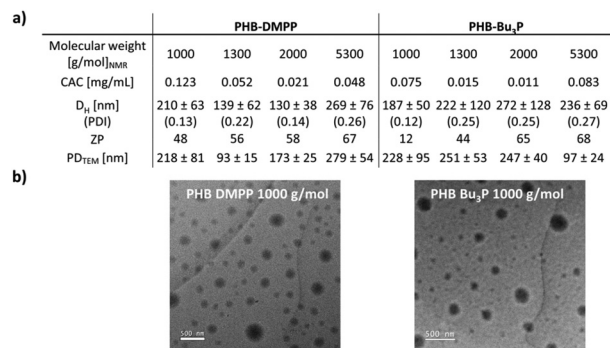 a)
PHB-DMPP PHB-Bu₃P
Molecular weight [g/mol]NMR 1000 1300 2000 5300 1000 1300 2000 5300
CAC [mg/mL] 0.123 0.052 0.021 0.048 0.075 0.015 0.011 0.083
DH [nm] 210 ± 63 139 ± 62 130 ± 38 269 ± 76 187 ± 50 222 ± 120 272 ± 128 236 ± 69
(PDI) (0.13) (0.22) (0.14) (0.26) (0.12) (0.25) (0.25) (0.27)
ZP 48 56 58 67 12 44 65 68
PDTEM [nm] 218 ± 81 93 ± 15 173 ± 25 279 ± 54 228 ± 95 251 ± 53 247 ± 40 97 ± 24
b)
PHB DMPP 1000 g/mol
500 nm
PHB Bu₃P 1000 g/mol
500 nm